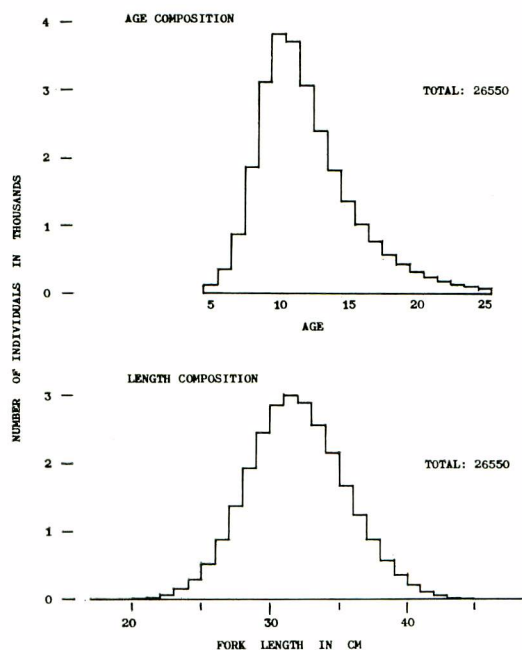 NUMBER OF INDIVIDUALS IN THOUSANDS
AGE COMPOSITION
TOTAL: 26550
4
3
2
1
0
5 10 15 20 25
AGE
LENGTH COMPOSITION
TOTAL: 26550
3
2
1
0
20 30 40
FORK LENGTH IN CM